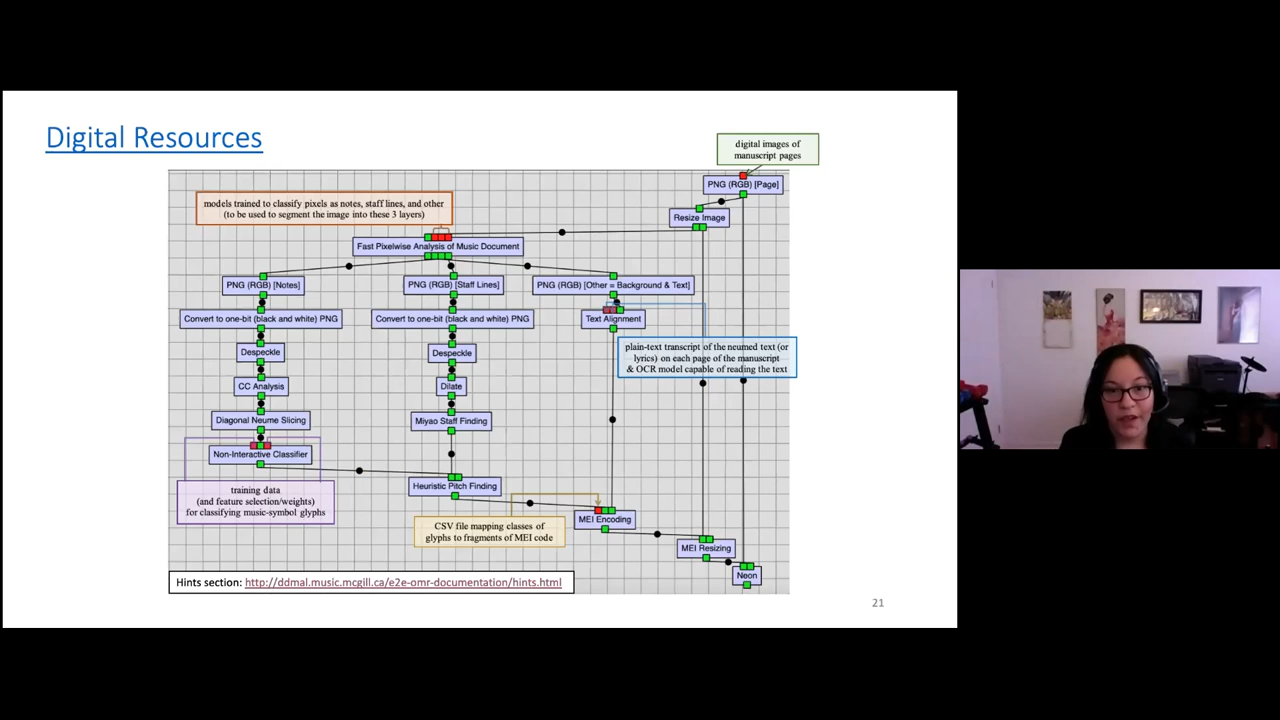 Digital Resources
digital images of
manuscript pages
PNG (RGB) [Page]
models trained to classify pixels as notes, staff lines, and other
(to be used to segment the image into these 3 layers)
Resize Image
Fast Pixelwise Analysis of Music Document
PNG (RGB) [Notes]
PNG (RGB) [Staff Lines]
PNG (RGB) [Other = Background & Text]
Convert to one-bit (black and white) PNG
Convert to one-bit (black and white) PNG
Text Alignment
plain-text transcript of the neumed text (or
lyrics) on each page of the manuscript
& OCR model capable of reading the text
Despeckle
Despeckle
CC Analysis
Dilate
Diagonal Neume Slicing
Miyao Staff Finding
Non-Interactive Classifier
training data
(and feature selection/weights)
for classifying music-symbol glyphs
Heuristic Pitch Finding
CSV file mapping classes of
glyphs to fragments of MEI code
MEI Encoding
MEI Resizing
Neon
Hints section: http://ddmal.music.mcgill.ca/e2e-omr-documentation/hints.html
21